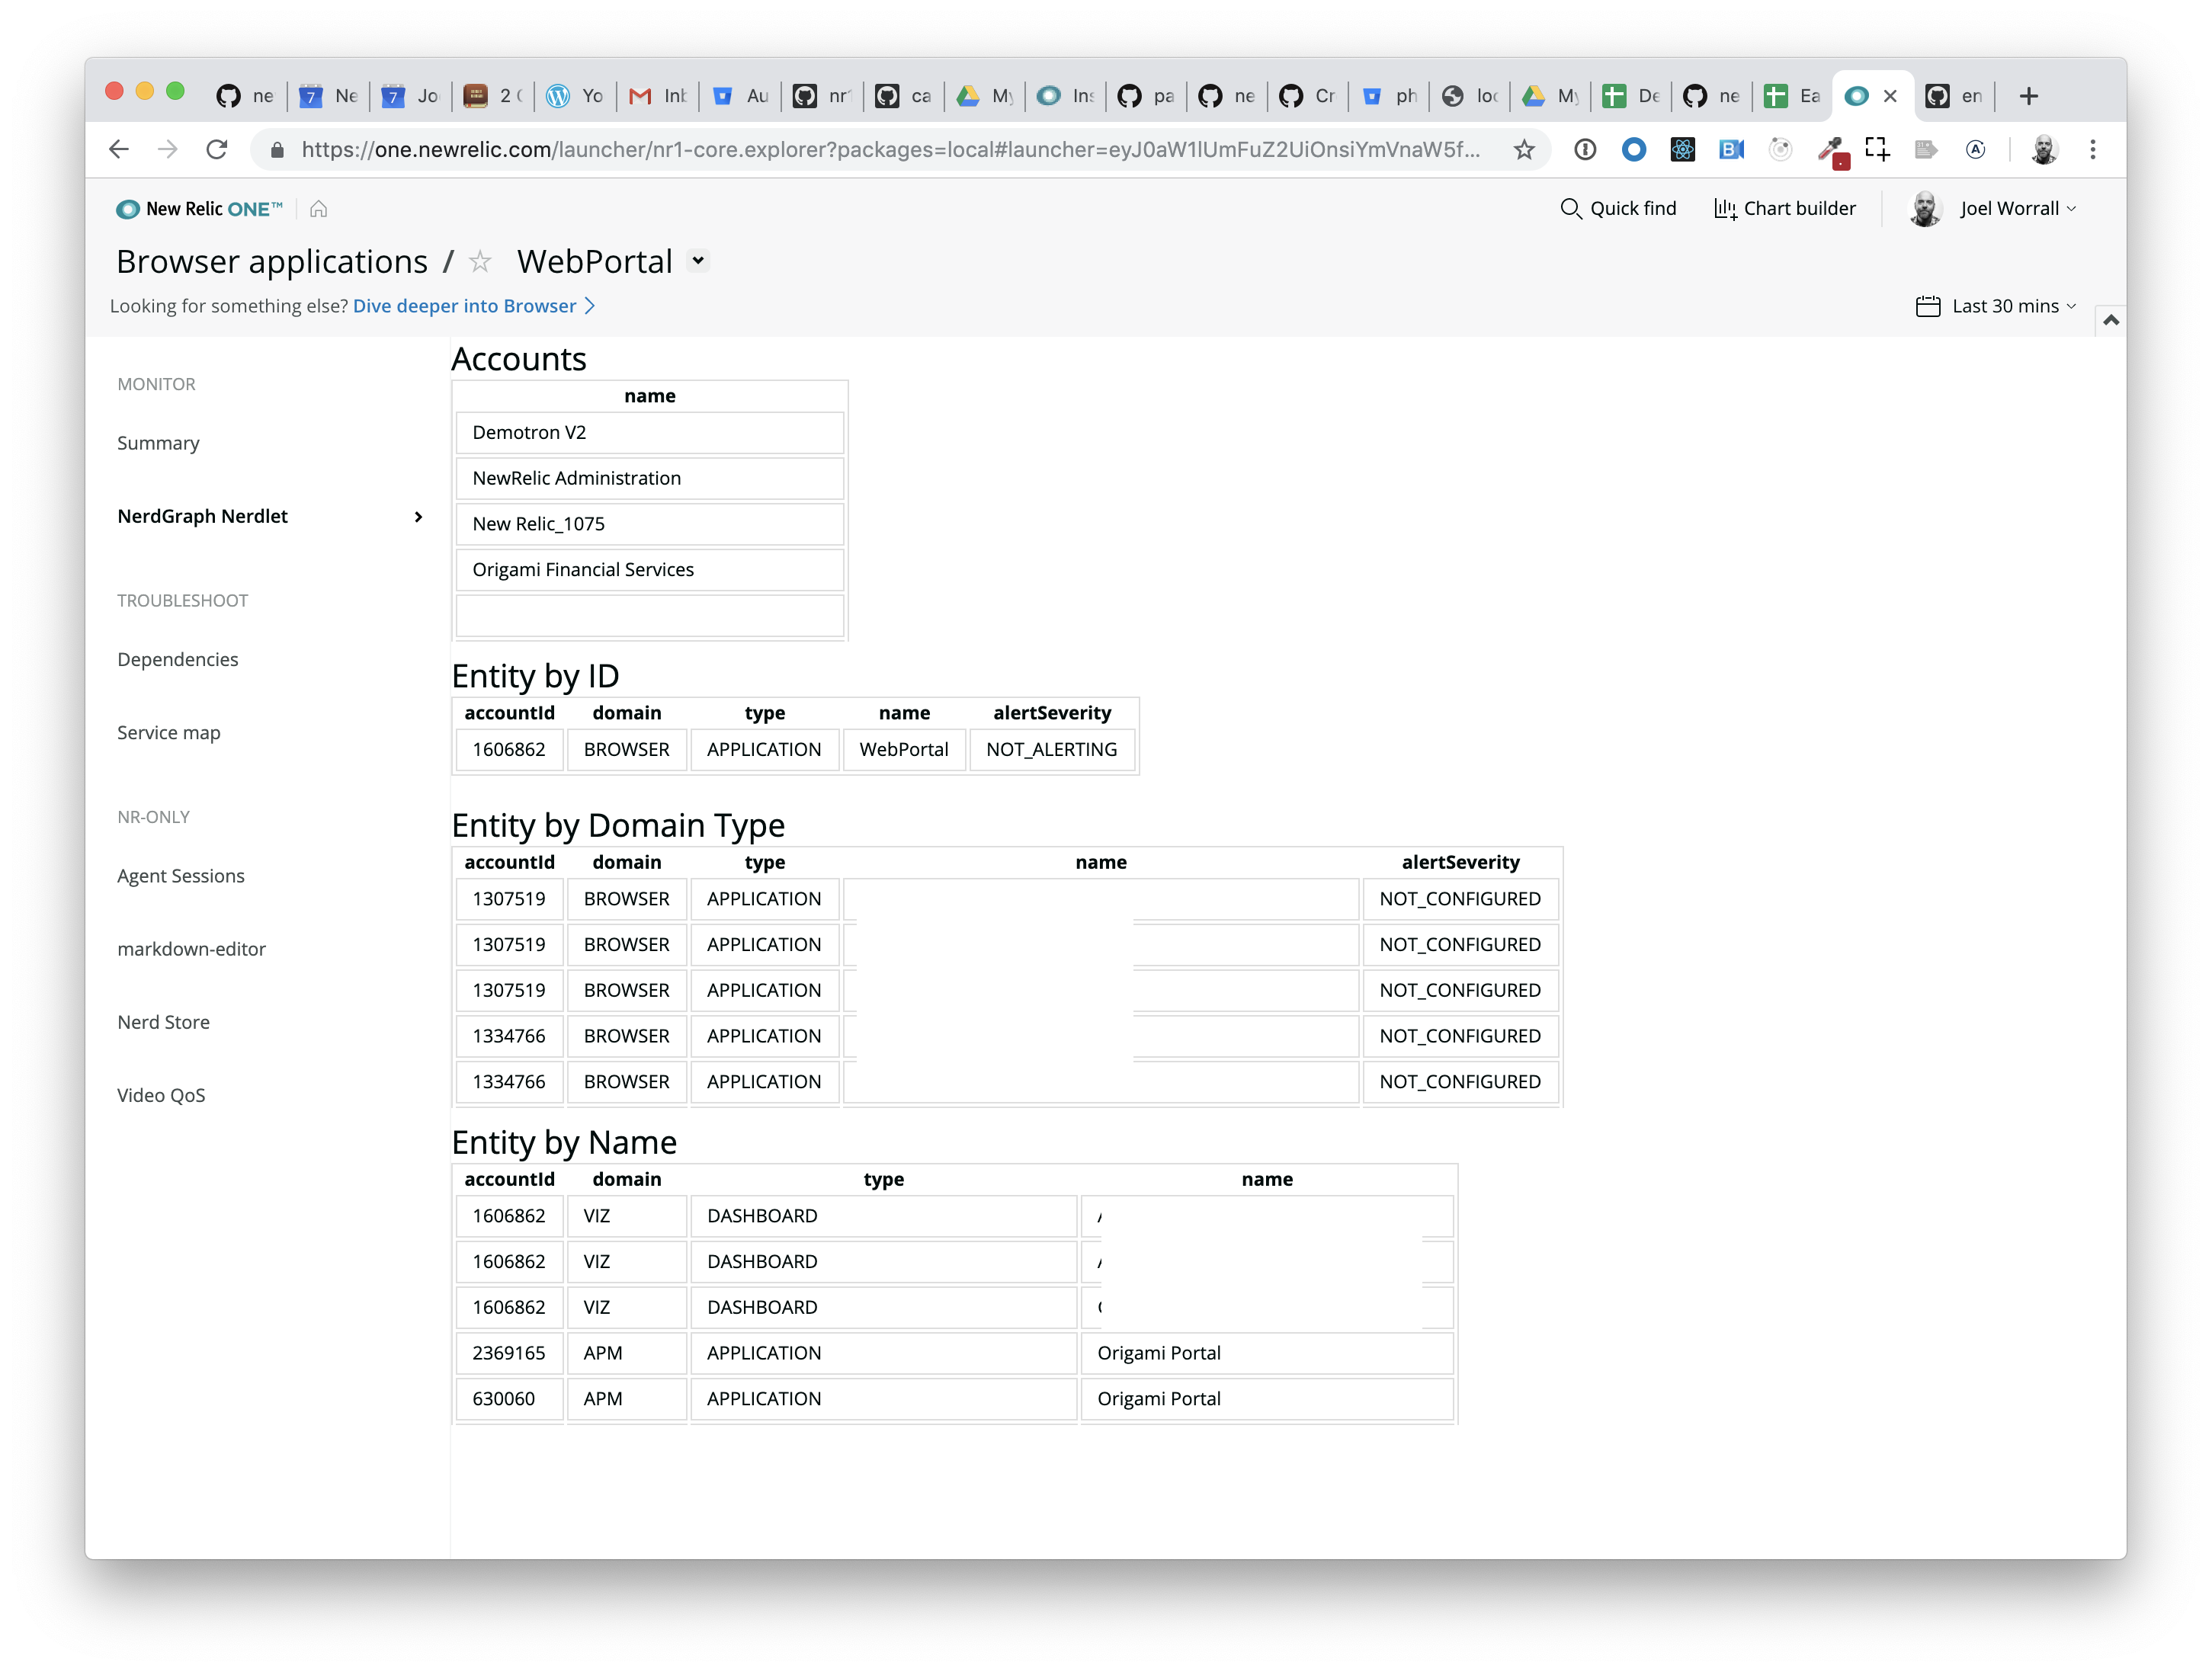 ne Ne Jo 2 Yo Inb Au nr ca My Ins pa ne Cr ph loc My De ne Ea en
https://one.newrelic.com/launcher/nr1-core.explorer?packages=local#launcher=eyJ0aW1lUmFuZ2UiOnsiYmVnaW5f...
New Relic ONE™ Quick find Chart builder Joel Worrall
Browser applications / WebPortal
Looking for something else? Dive deeper into Browser Last 30 mins
MONITOR
Summary
NerdGraph Nerdlet
TROUBLESHOOT
Dependencies
Service map
NR-ONLY
Agent Sessions
markdown-editor
Nerd Store
Video QoS
Accounts
name
Demotron V2
NewRelic Administration
New Relic_1075
Origami Financial Services
Entity by ID
accountId domain type name alertSeverity
1606862 BROWSER APPLICATION WebPortal NOT_ALERTING
Entity by Domain Type
accountId domain type name alertSeverity
1307519 BROWSER APPLICATION NOT_CONFIGURED
1307519 BROWSER APPLICATION NOT_CONFIGURED
1307519 BROWSER APPLICATION NOT_CONFIGURED
1334766 BROWSER APPLICATION NOT_CONFIGURED
1334766 BROWSER APPLICATION NOT_CONFIGURED
Entity by Name
accountId domain type name
1606862 VIZ DASHBOARD
1606862 VIZ DASHBOARD
1606862 VIZ DASHBOARD
2369165 APM APPLICATION Origami Portal
630060 APM APPLICATION Origami Portal